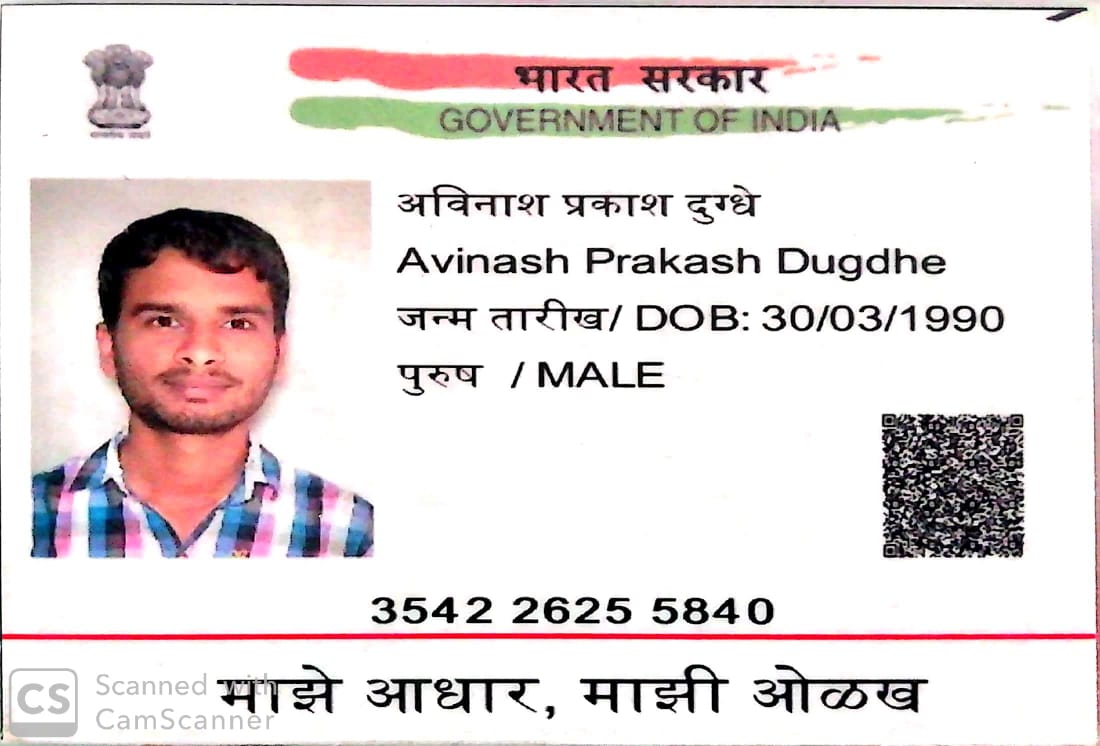 भारत सरकार
GOVERNMENT OF INDIA
अविनाश प्रकाश दुग्धे
Avinash Prakash Dugdhe
जन्म तारीख/ DOB: 30/03/1990
पुरुष / MALE
3542 2625 5840
माझे आधार, माझी ओळख
CS Scanned with
CamScanner